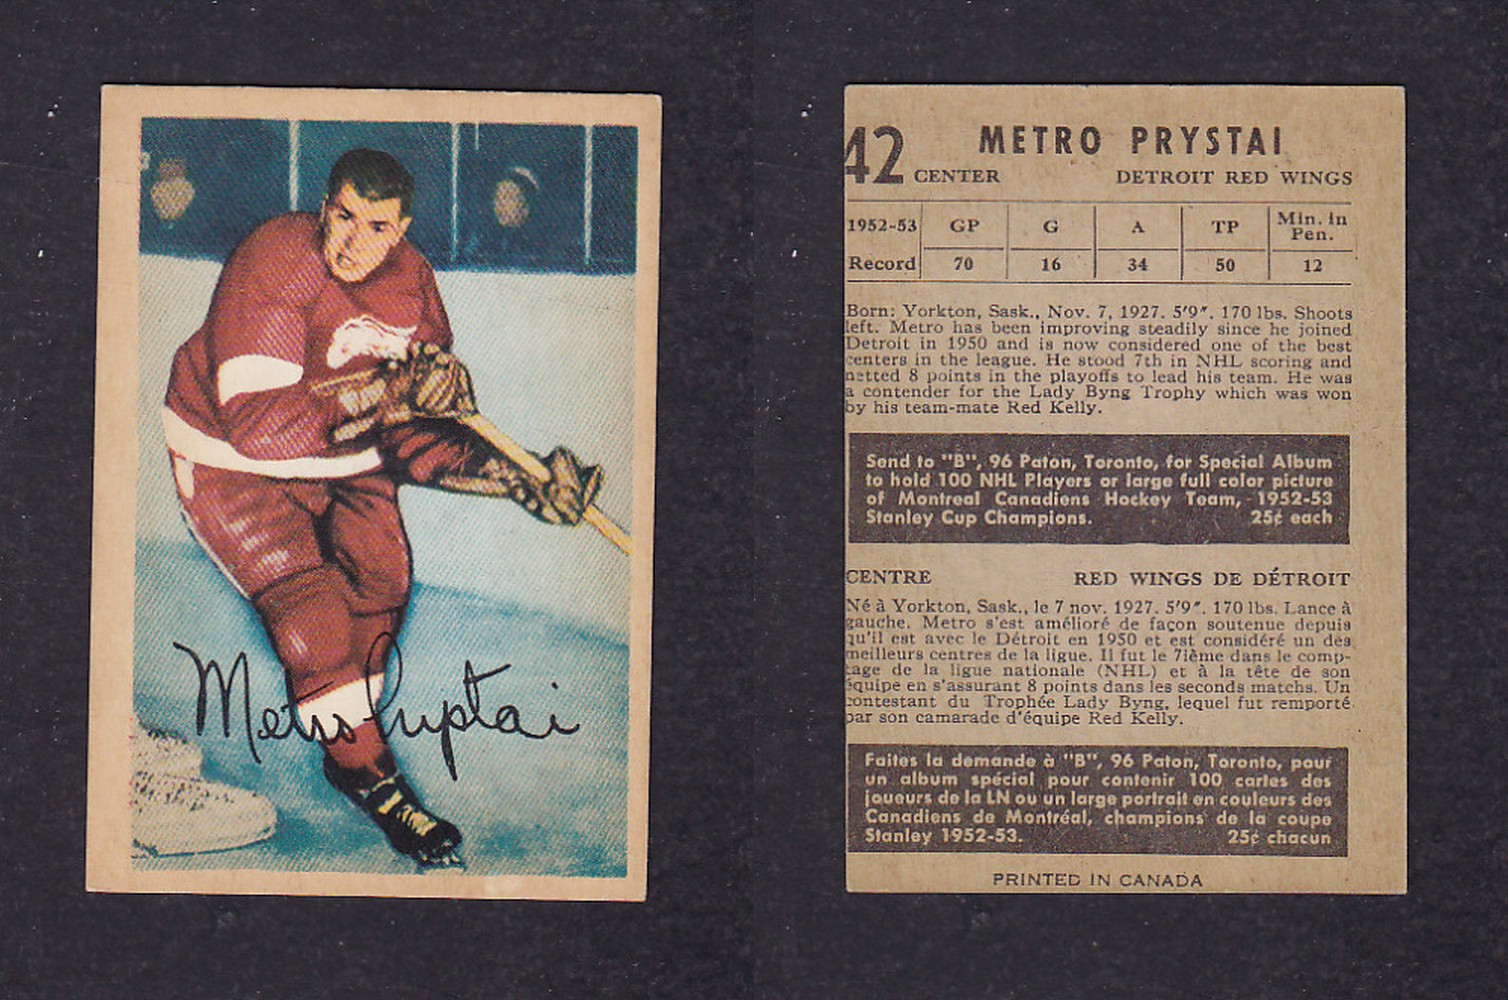 Metro Prystai
42 METRO PRYSTAI
CENTER DETROIT RED WINGS
1952-53 GP G A TP Min. in Pen.
Record 70 16 34 50 12
Born: Yorkton, Sask., Nov. 7, 1927. 5'9". 170 lbs. Shoots
left. Metro has been improving steadily since he joined
Detroit in 1950 and is now considered one of the best
centers in the league. He stood 7th in NHL scoring and
netted 8 points in the playoffs to lead his team. He was
a contender for the Lady Byng Trophy which was won
by his team-mate Red Kelly.
Send to "B", 96 Paton, Toronto, for Special Album
to hold 100 NHL Players or large full color picture
of Montreal Canadiens Hockey Team, 1952-53
Stanley Cup Champions. 25¢ each
CENTRE RED WINGS DE DÉTROIT
Né à Yorkton, Sask., le 7 nov. 1927. 5'9". 170 lbs. Lance à
gauche. Metro s'est amélioré de façon soutenue depuis
qu'il est avec le Détroit en 1950 et est considéré un des
meilleurs centres de la ligue. Il fut le 7ième dans le comp-
tage de la ligue nationale (NHL) et à la tête de son
équipe en s'assurant 8 points dans les seconds matchs. Un
contestant du Trophée Lady Byng, lequel fut remporté
par son camarade d'équipe Red Kelly.
Faites la demande à "B", 96 Paton, Toronto, pour
un album spécial pour contenir 100 cartes des
joueurs de la LN ou un large portrait en couleurs des
Canadiens de Montréal, champions de la coupe
Stanley 1952-53. 25¢ chacun
PRINTED IN CANADA